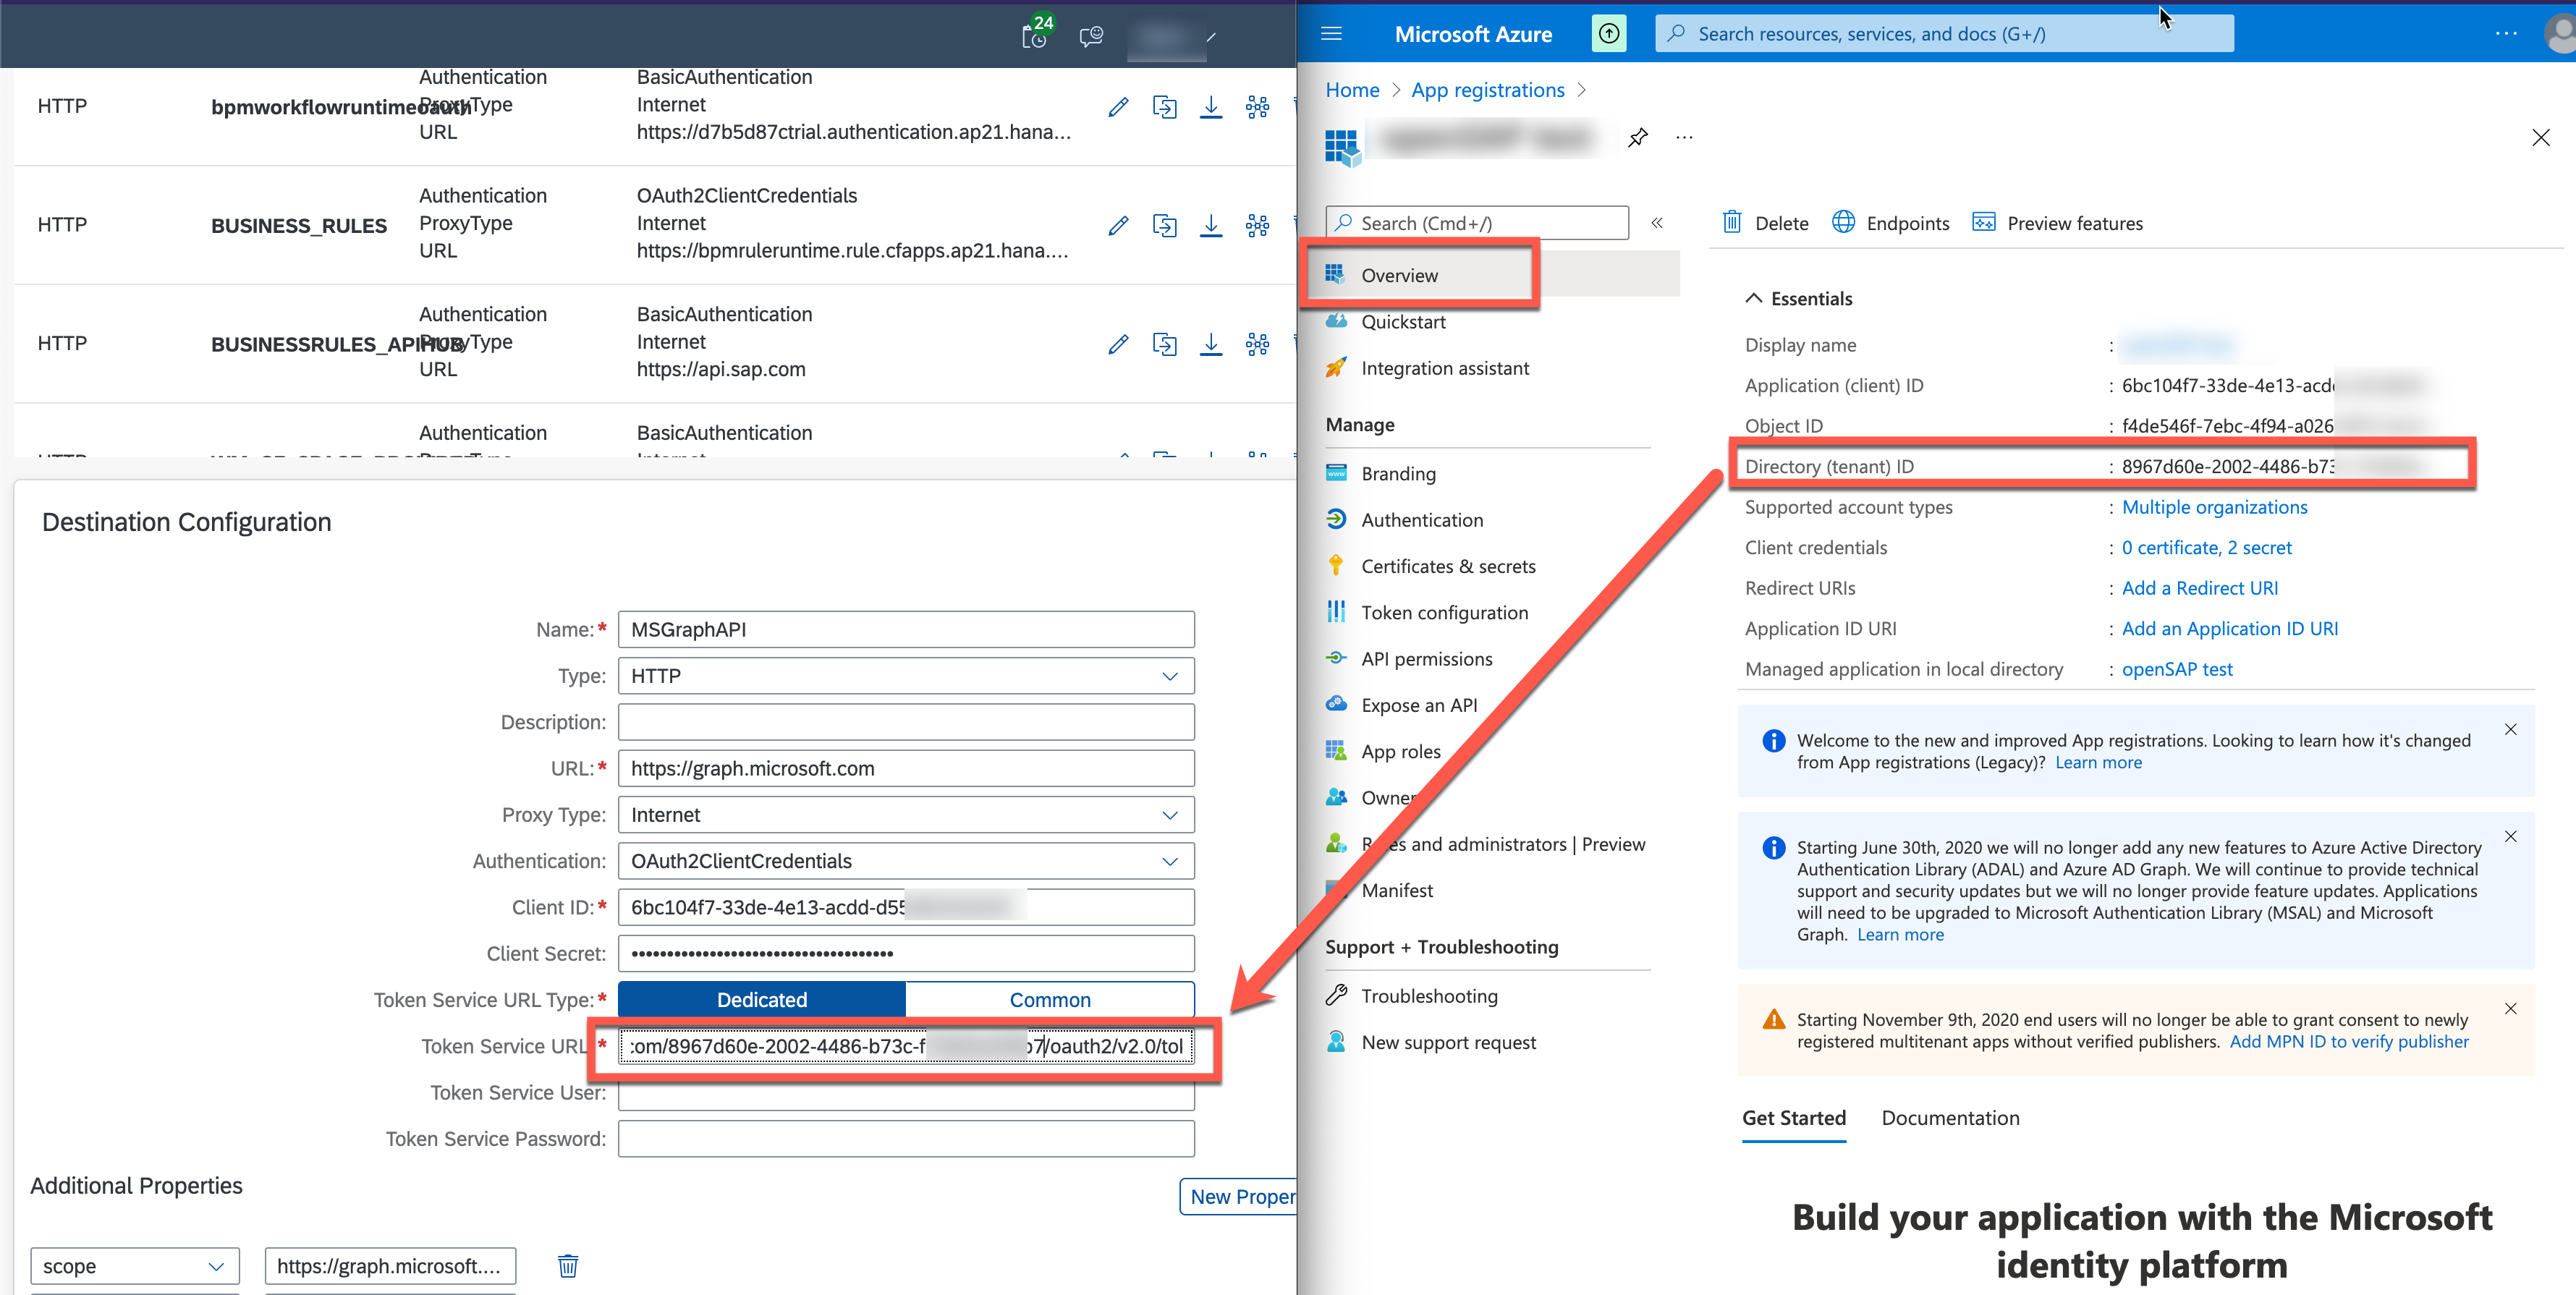 24
HTTP
bpmworkflowruntimeoauth
Authentication
ProxyType
URL
BasicAuthentication
Internet
https://d7b5d87ctrial.authentication.ap21.hana...
HTTP
BUSINESS_RULES
Authentication
ProxyType
URL
OAuth2ClientCredentials
Internet
https://bpmruleruntime.rule.cfapps.ap21.hana....
HTTP
BUSINESSRULES_APIHUB
Authentication
ProxyType
URL
BasicAuthentication
Internet
https://api.sap.com
Authentication
BasicAuthentication
Destination Configuration
Name:* MSGraphAPI
Type: HTTP
Description:
URL:* https://graph.microsoft.com
Proxy Type: Internet
Authentication: OAuth2ClientCredentials
Client ID:* 6bc104f7-33de-4e13-acdd-d55
Client Secret: 
Token Service URL Type:* Dedicated Common
Token Service URL * :om/8967d60e-2002-4486-b73c-f b7/oauth2/v2.0/tol
Token Service User:
Token Service Password:
Additional Properties
New Proper
scope https://graph.microsoft....
Microsoft Azure
Search resources, services, and docs (G+/)
Home > App registrations >
openSAP test
Search (Cmd+/)
Overview
Quickstart
Integration assistant
Manage
Branding
Authentication
Certificates & secrets
Token configuration
API permissions
Expose an API
App roles
Owner
and administrators | Preview
Manifest
Support + Troubleshooting
Troubleshooting
New support request
Delete Endpoints Preview features
Essentials
Display name :
Application (client) ID : 6bc104f7-33de-4e13-acd
Object ID : f4de546f-7ebc-4f94-a026
Directory (tenant) ID : 8967d60e-2002-4486-b73
Supported account types : Multiple organizations
Client credentials : 0 certificate, 2 secret
Redirect URIs : Add a Redirect URI
Application ID URI : Add an Application ID URI
Managed application in local directory : openSAP test
Welcome to the new and improved App registrations. Looking to learn how it's changed
from App registrations (Legacy)? Learn more
Starting June 30th, 2020 we will no longer add any new features to Azure Active Directory
Authentication Library (ADAL) and Azure AD Graph. We will continue to provide technical
support and security updates but we will no longer provide feature updates. Applications
will need to be upgraded to Microsoft Authentication Library (MSAL) and Microsoft
Graph. Learn more
Starting November 9th, 2020 end users will no longer be able to grant consent to newly
registered multitenant apps without verified publishers. Add MPN ID to verify publisher
Get Started Documentation
Build your application with the Microsoft
identity platform